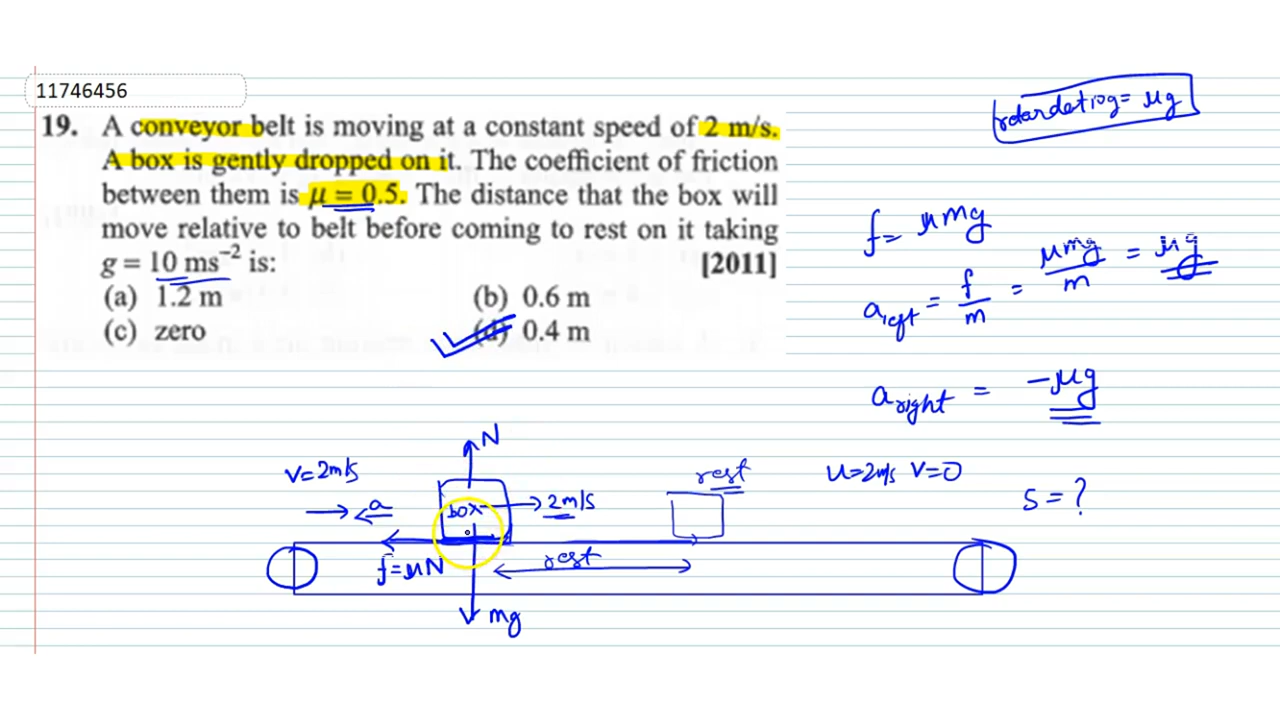 11746456
retardation = μg
19. A conveyor belt is moving at a constant speed of 2 m/s.
A box is gently dropped on it. The coefficient of friction
between them is μ = 0.5. The distance that the box will
move relative to belt before coming to rest on it taking
g = 10 ms⁻² is: [2011]
(a) 1.2 m (b) 0.6 m
(c) zero (d) 0.4 m
f = μmg
a left = f/m = μmg/m = μg
a right = -μg
u=2m/s v=0
s = ?
N
v=2m/s
a
box
2m/s
rest
f=μN
rest
mg